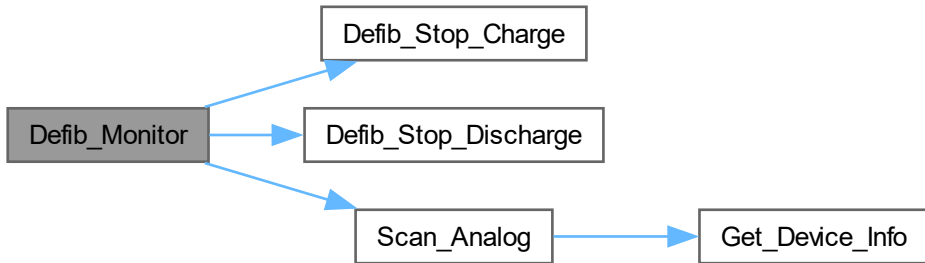 Defib_Stop_Charge
Defib_Monitor
Defib_Stop_Discharge
Scan_Analog
Get_Device_Info